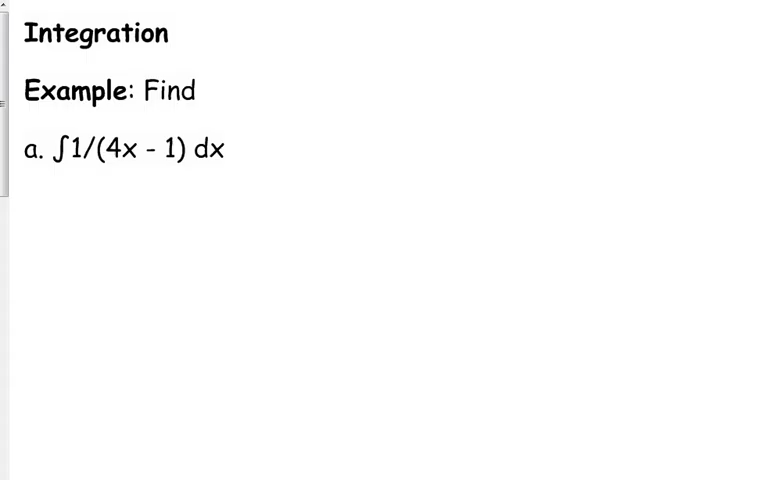 Integration
Example: Find
a. ∫1/(4x - 1) dx